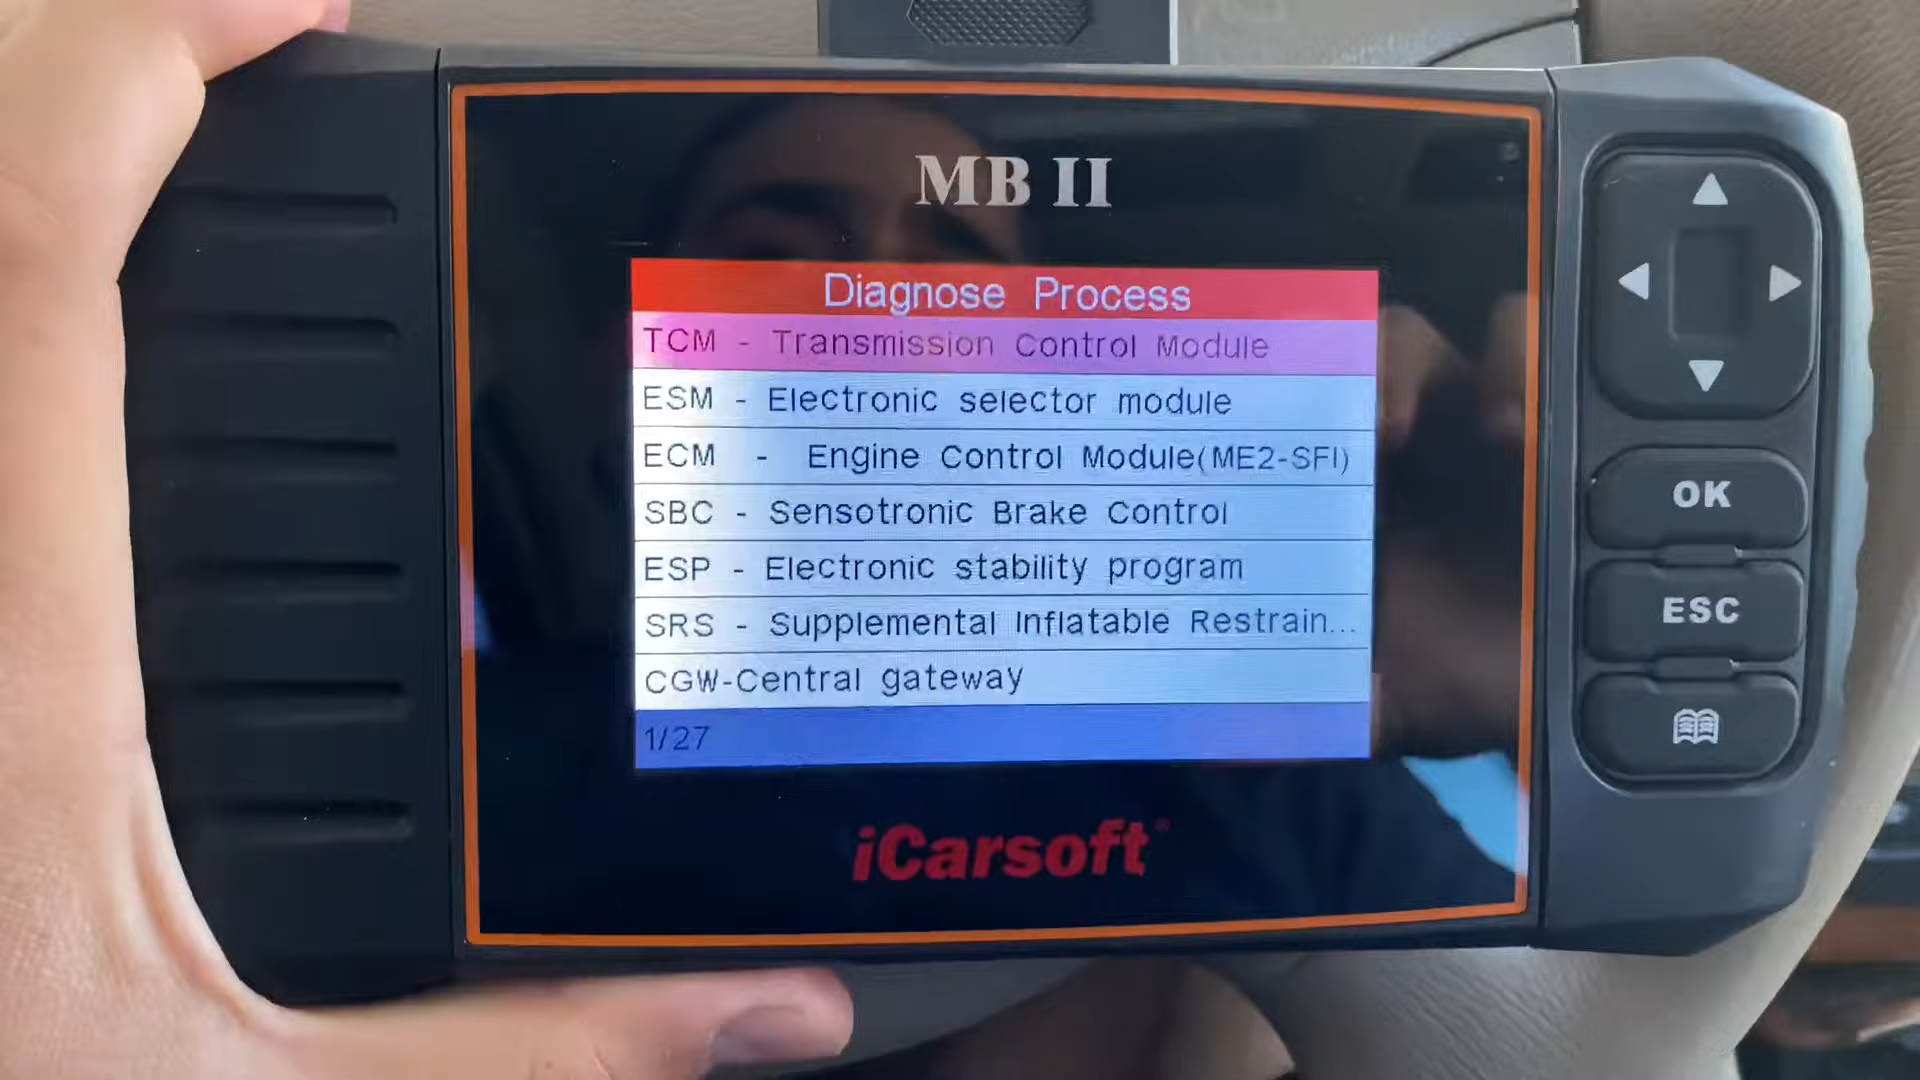 MB II
Diagnose Process
TCM - Transmission Control Module
ESM - Electronic selector module
ECM - Engine Control Module(ME2-SFI)
SBC - Sensotronic Brake Control
ESP - Electronic stability program
SRS - Supplemental Inflatable Restrain...
CGW-Central gateway
1/27
iCarsoft®
OK
ESC